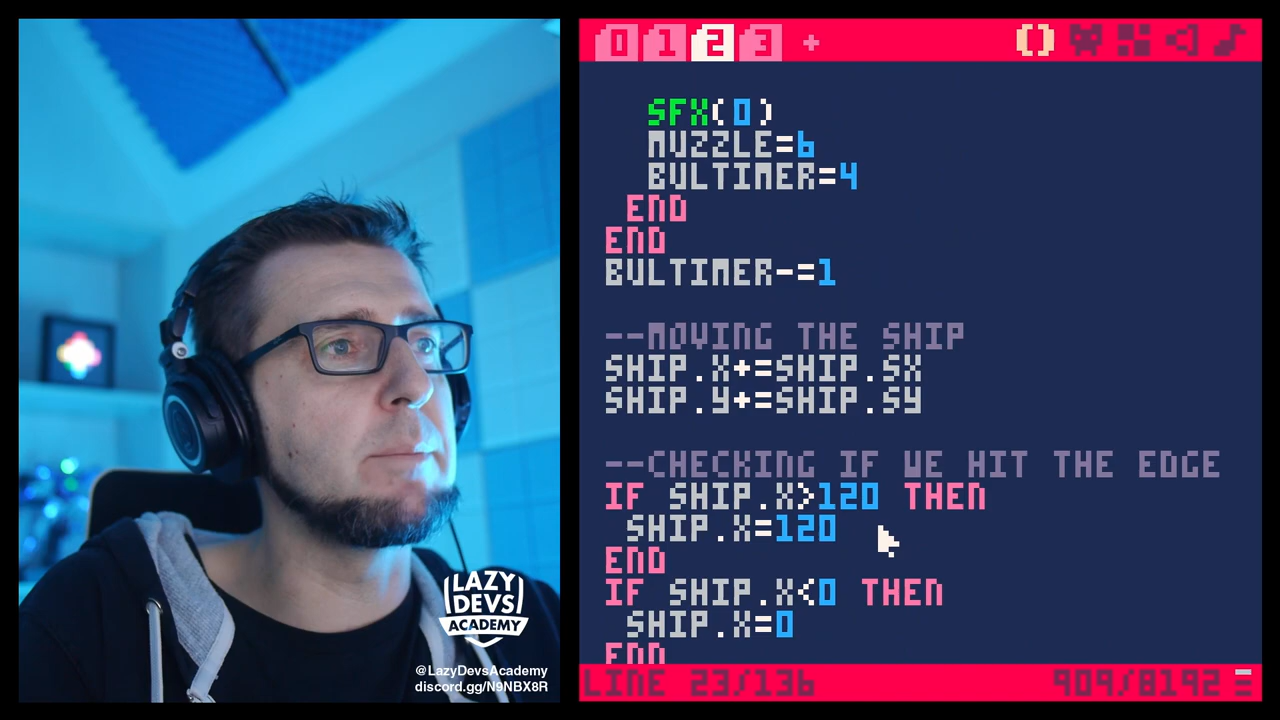 LAZY
DEVS
ACADEMY
@LazyDevsAcademy
discord.gg/N9NBX8R
0 1 2 3 +
SFX(0)
MUZZLE=6
BULTIMER=4
END
END
BULTIMER-=1
--MOVING THE SHIP
SHIP.X+=SHIP.SX
SHIP.Y+=SHIP.SY
--CHECKING IF WE HIT THE EDGE
IF SHIP.X>120 THEN
SHIP.X=120
END
IF SHIP.X<0 THEN
SHIP.X=0
END
LINE 23/136
909/8192